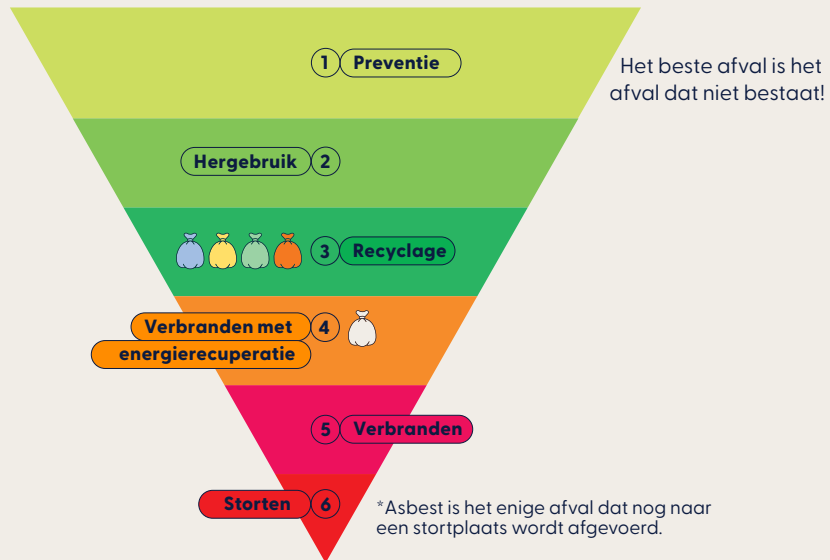 1 Preventie
Het beste afval is het
afval dat niet bestaat!
Hergebruik 2
3 Recyclage
Verbranden met 4
energierecuperatie
5 Verbranden
Storten 6
*Asbest is het enige afval dat nog naar
een stortplaats wordt afgevoerd.